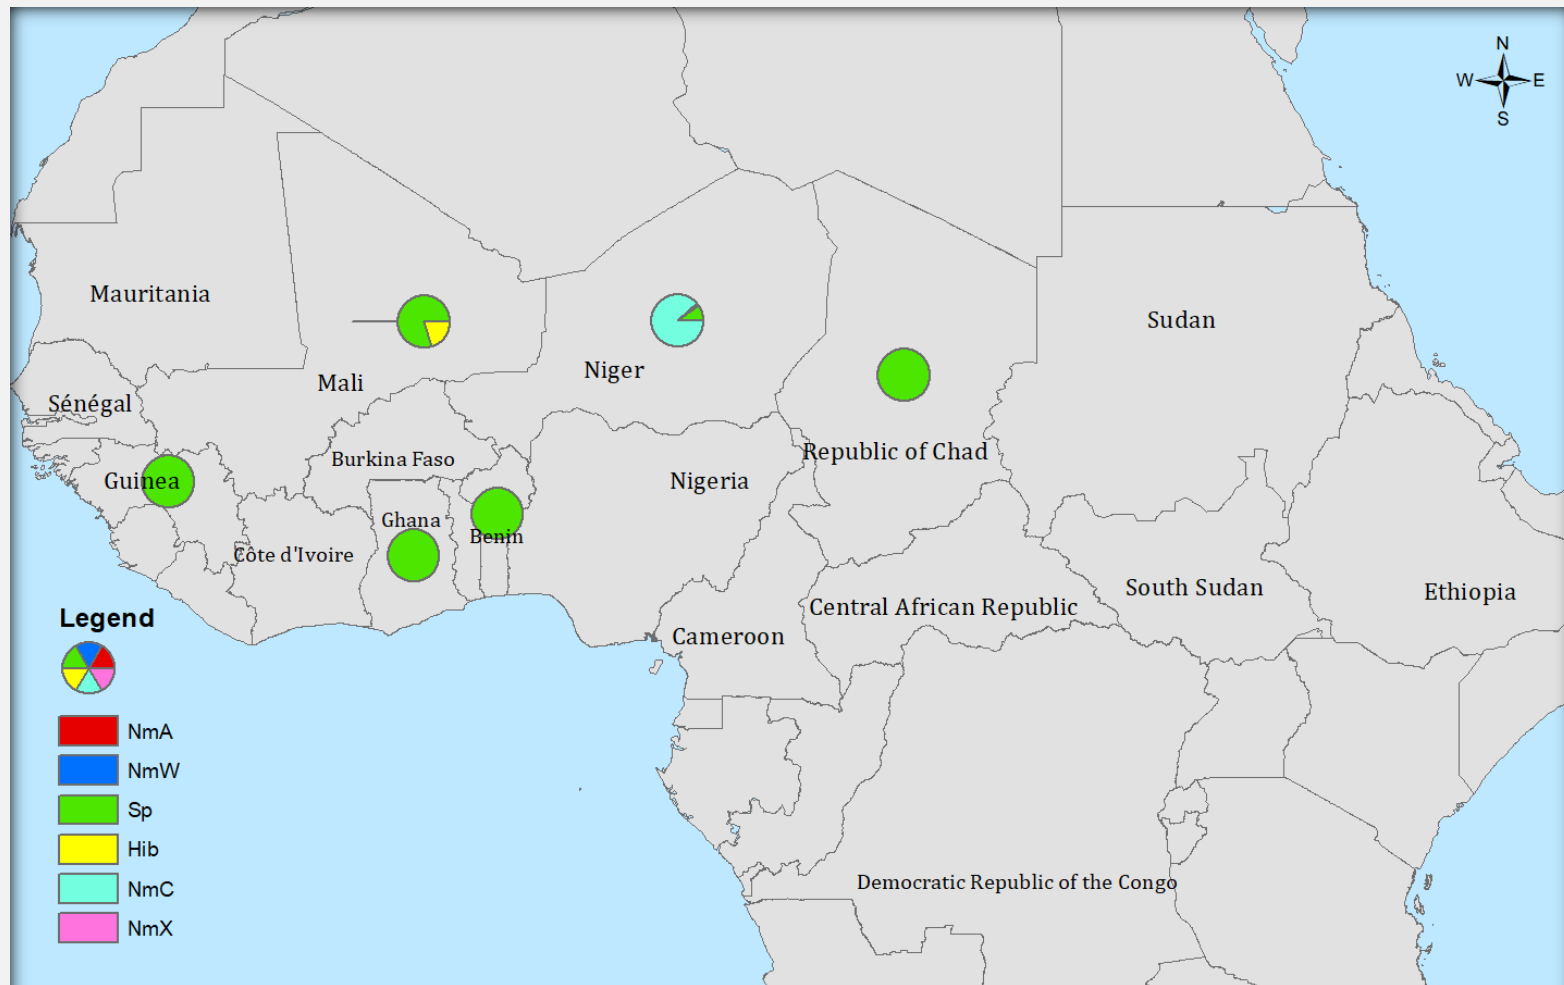 N
W E
S
Mauritania
Sudan
Niger
Mali
Sénégal
Republic of Chad
Burkina Faso
Guinea
Nigeria
Ghana
Benin
Côte d'Ivoire
South Sudan
Ethiopia
Central African Republic
Cameroon
Democratic Republic of the Congo
Legend
NmA
NmW
Sp
Hib
NmC
NmX